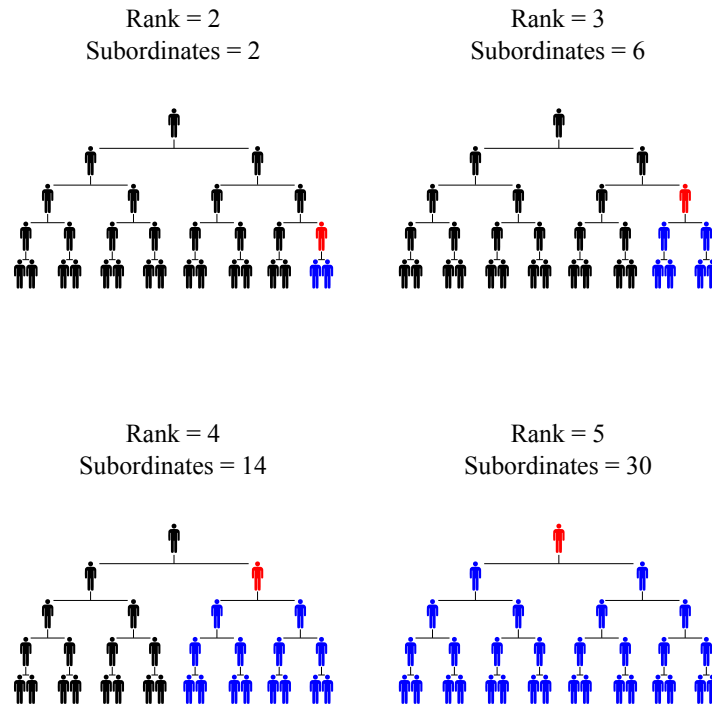 Rank = 2
Subordinates = 2
Rank = 3
Subordinates = 6
Rank = 4
Subordinates = 14
Rank = 5
Subordinates = 30